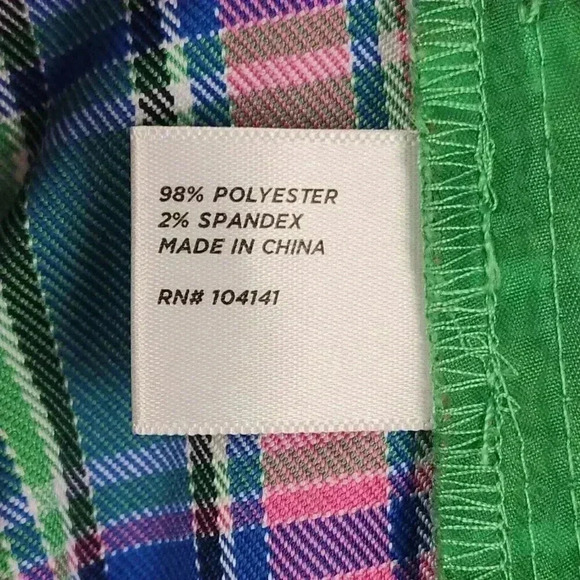 98% POLYESTER
2% SPANDEX
MADE IN CHINA
RN# 104141